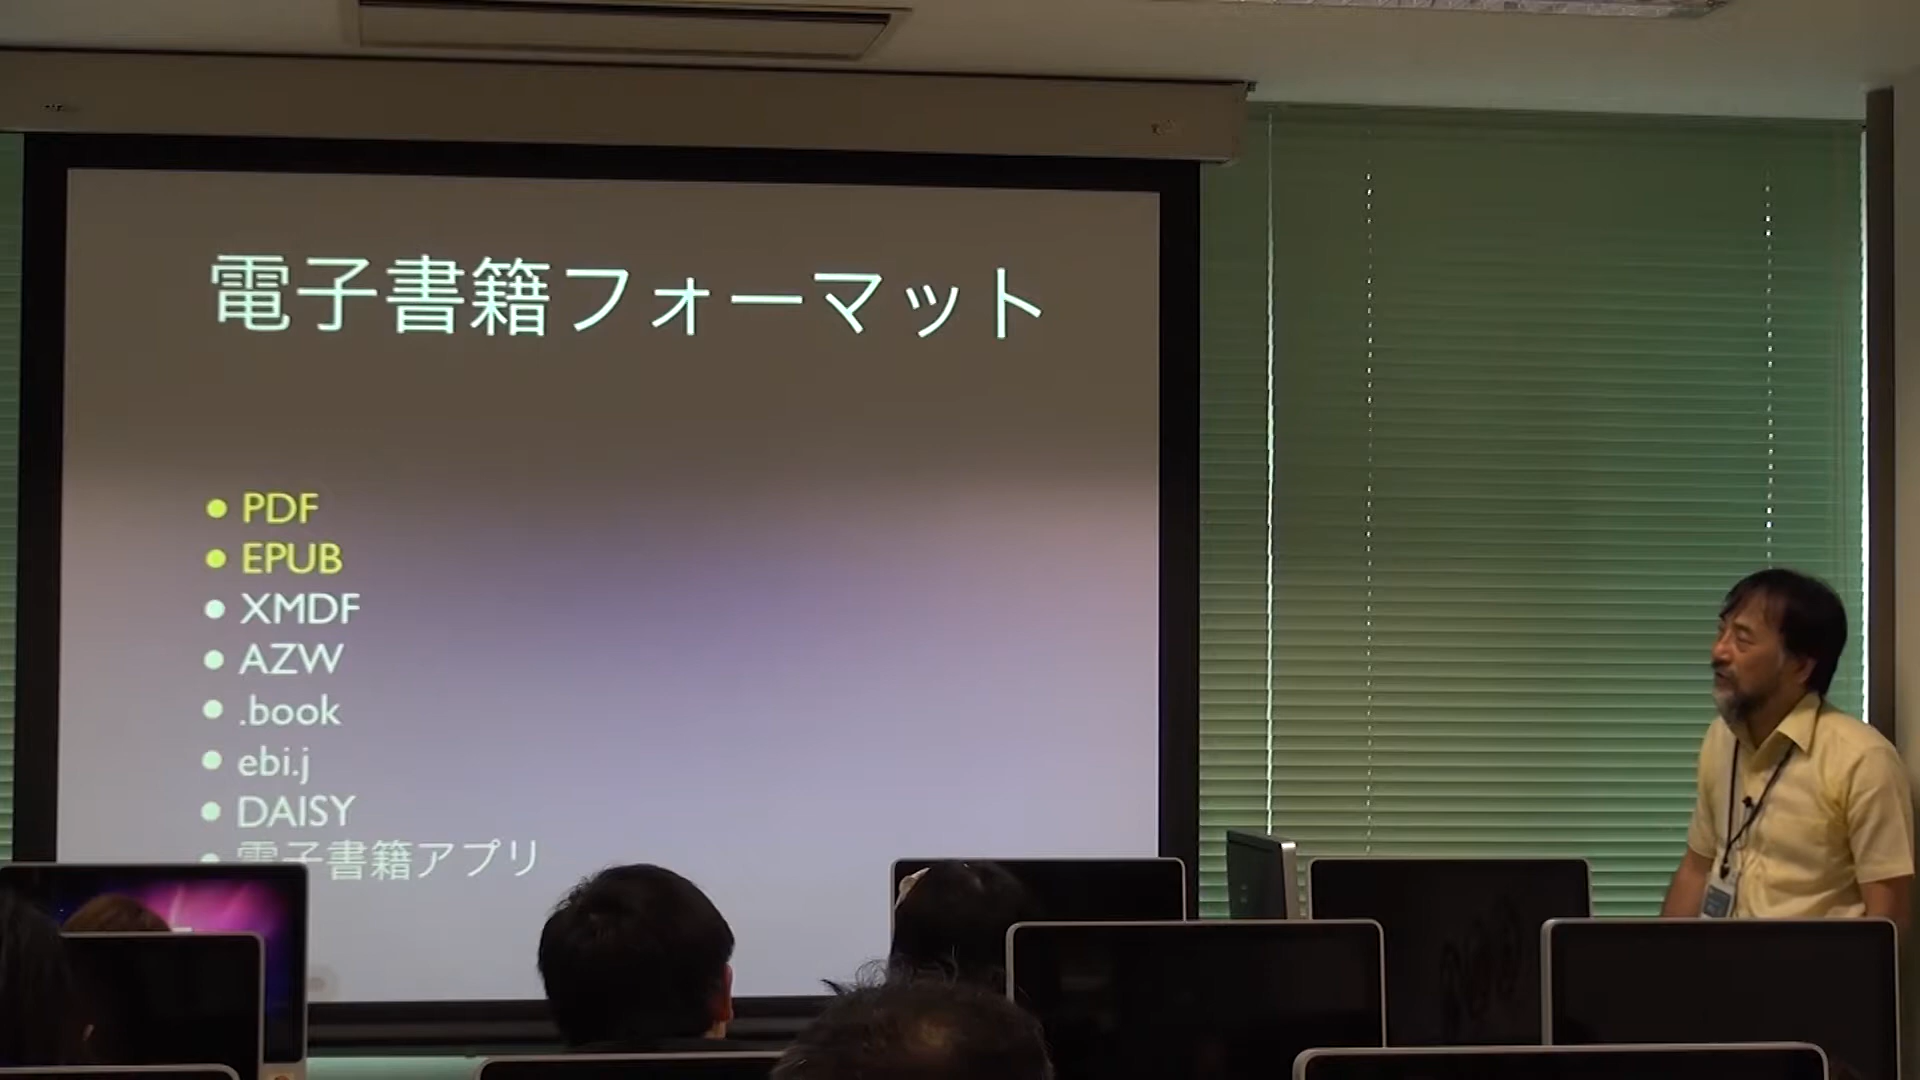 電子書籍フォーマット
• PDF
• EPUB
• XMDF
• AZW
• .book
• ebi.j
• DAISY
• 電子書籍アプリ